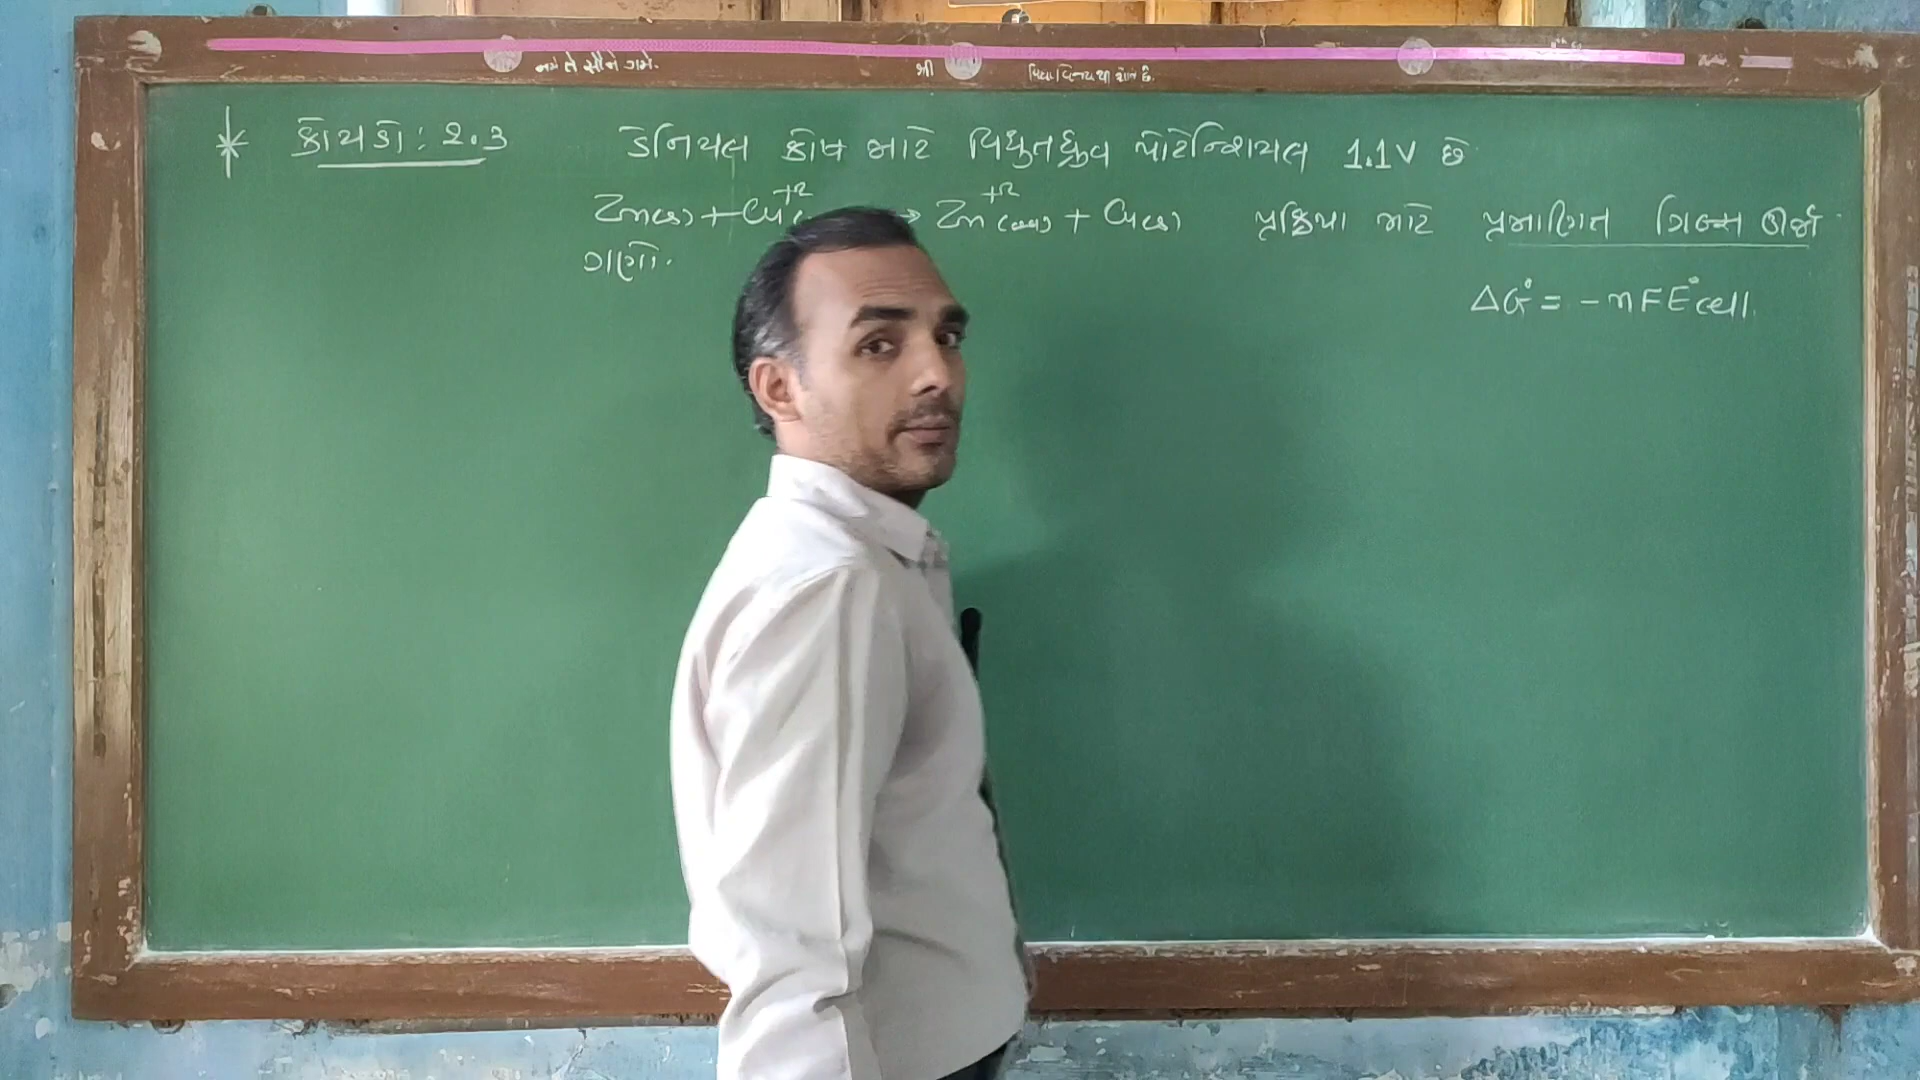 નમે તે સૌને ગમે.
શ્રી
વિદ્યા વિનય થી શોભે છે.
* કોયડો : 2.3 ડેનિયલ કોષ માટે વિદ્યુતધ્રુવ પોટેન્શિયલ 1.1V છે
Zn(s) + Cu+2 → Zn+2(aq) + Cu(s) પ્રક્રિયા માટે પ્રમાણિત ગિબ્સ ઊર્જા
ગણો.
ΔG° = -nFE°cell.